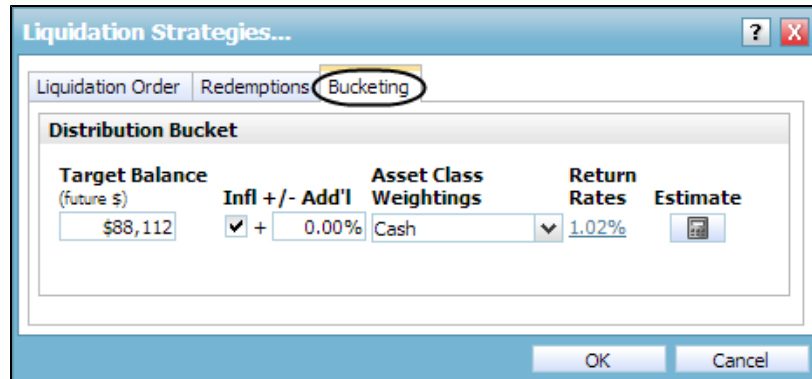 Liquidation Strategies... ? X
Liquidation Order Redemptions Bucketing
Distribution Bucket
Target Balance Asset Class Return
(future $) Infl +/- Add'l Weightings Rates Estimate
$88,112 + 0.00% Cash 1.02%
OK Cancel